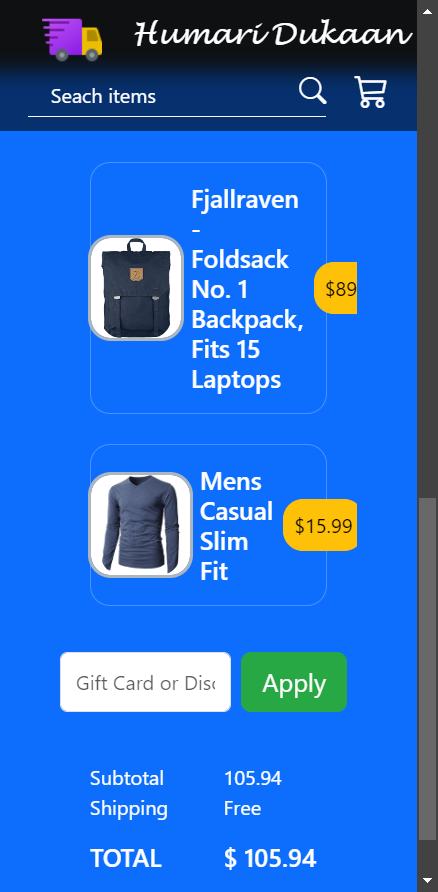 Humari Dukaan
Seach items
Fjallraven
-
Foldsack
No. 1
Backpack,
Fits 15
Laptops
$89
Mens
Casual
Slim
Fit
$15.99
Gift Card or Disc
Apply
Subtotal 105.94
Shipping Free
TOTAL $ 105.94